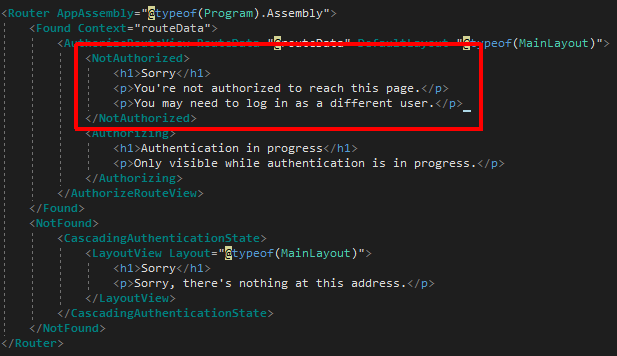 <Router AppAssembly="@typeof(Program).Assembly">
<Found Context="routeData">
<AuthorizeRouteView RouteData="@routeData" DefaultLayout="@typeof(MainLayout)">
<NotAuthorized>
<h1>Sorry</h1>
<p>You're not authorized to reach this page.</p>
<p>You may need to log in as a different user.</p>
</NotAuthorized>
<Authorizing>
<h1>Authentication in progress</h1>
<p>Only visible while authentication is in progress.</p>
</Authorizing>
</AuthorizeRouteView>
</Found>
<NotFound>
<CascadingAuthenticationState>
<LayoutView Layout="@typeof(MainLayout)">
<h1>Sorry</h1>
<p>Sorry, there's nothing at this address.</p>
</LayoutView>
</CascadingAuthenticationState>
</NotFound>
</Router>